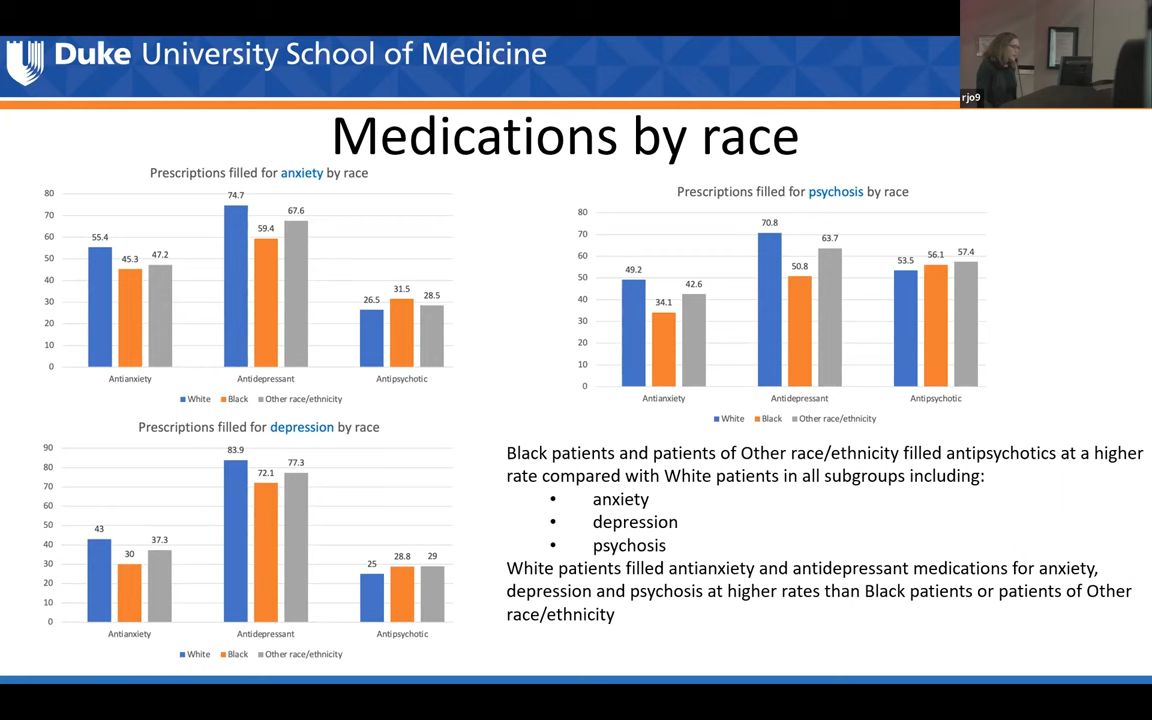 Duke University School of Medicine
rjo9
Medications by race
Prescriptions filled for anxiety by race
80
70
60
50
40
30
20
10
0
55.4
45.3
47.2
74.7
59.4
67.6
26.5
31.5
28.5
Antianxiety
Antidepressant
Antipsychotic
White
Black
Other race/ethnicity
Prescriptions filled for psychosis by race
80
70
60
50
40
30
20
10
0
49.2
34.1
42.6
70.8
50.8
63.7
53.5
56.1
57.4
Antianxiety
Antidepressant
Antipsychotic
White
Black
Other race/ethnicity
Prescriptions filled for depression by race
90
80
70
60
50
40
30
20
10
0
43
30
37.3
83.9
72.1
77.3
25
28.8
29
Antianxiety
Antidepressant
Antipsychotic
White
Black
Other race/ethnicity
Black patients and patients of Other race/ethnicity filled antipsychotics at a higher
rate compared with White patients in all subgroups including:
• anxiety
• depression
• psychosis
White patients filled antianxiety and antidepressant medications for anxiety,
depression and psychosis at higher rates than Black patients or patients of Other
race/ethnicity